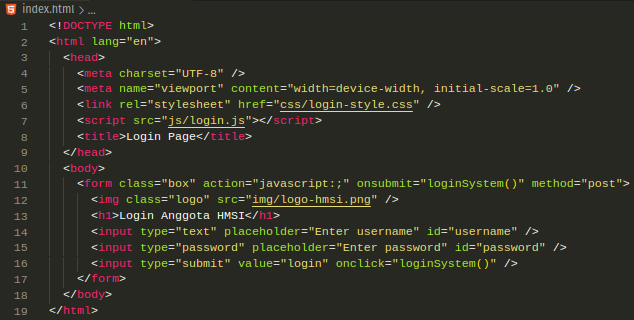 index.html > ...
1 <!DOCTYPE html>
2 <html lang="en">
3 <head>
4 <meta charset="UTF-8" />
5 <meta name="viewport" content="width=device-width, initial-scale=1.0" />
6 <link rel="stylesheet" href="css/login-style.css" />
7 <script src="js/login.js"></script>
8 <title>Login Page</title>
9 </head>
10 <body>
11 <form class="box" action="javascript:;" onsubmit="loginSystem()" method="post">
12 <img class="logo" src="img/logo-hmsi.png" />
13 <h1>Login Anggota HMSI</h1>
14 <input type="text" placeholder="Enter username" id="username" />
15 <input type="password" placeholder="Enter password" id="password" />
16 <input type="submit" value="login" onclick="loginSystem()" />
17 </form>
18 </body>
19 </html>